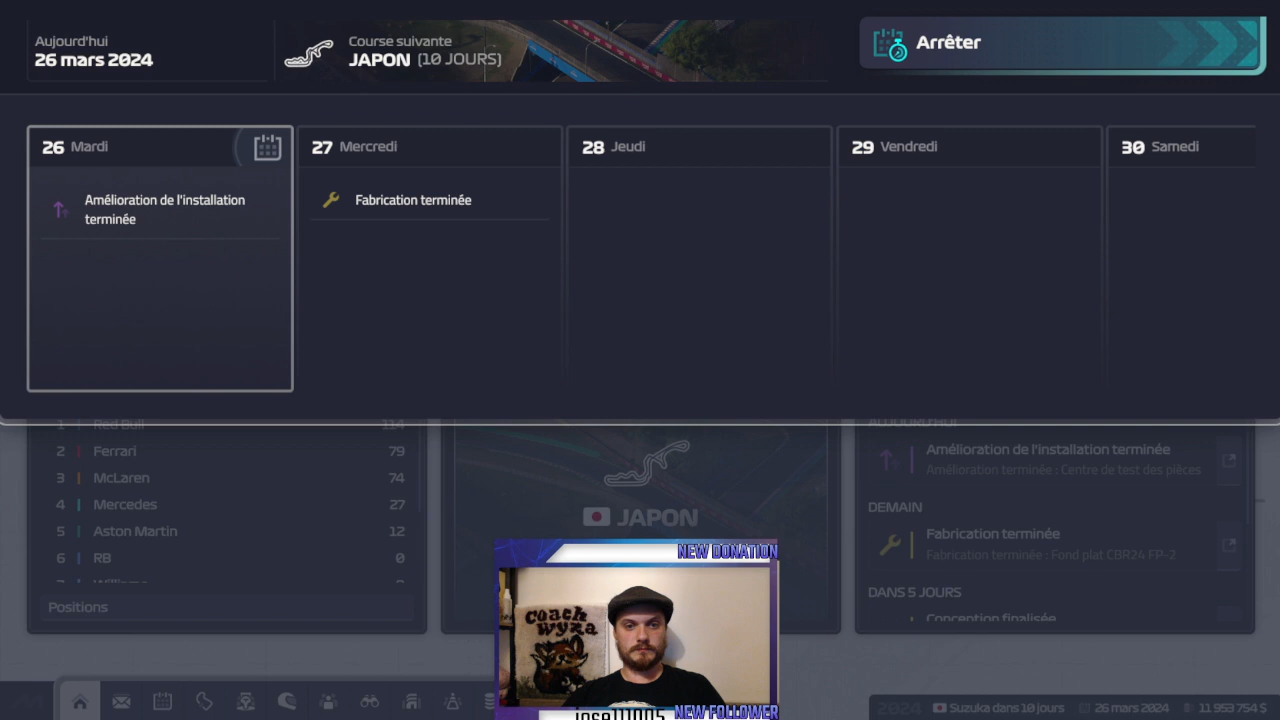 Aujourd'hui
26 mars 2024
Course suivante
JAPON (10 JOURS)
Arrêter
26 Mardi
27 Mercredi
28 Jeudi
29 Vendredi
30 Samedi
Amélioration de l'installation
terminée
Fabrication terminée
1 Red Bull 114
2 Ferrari 79
3 McLaren 74
4 Mercedes 27
5 Aston Martin 12
6 RB 0
Positions
JAPON
AUJOURD'HUI
Amélioration de l'installation terminée
Amélioration terminée : Centre de test des pièces
DEMAIN
Fabrication terminée
Fabrication terminée : Fond plat CBR24 FP-2
DANS 5 JOURS
Conception finalisée
NEW DONATION
Coach
Wyza
NEW FOLLOWER
2024
Suzuka dans 10 jours
26 mars 2024
11 953 754 $